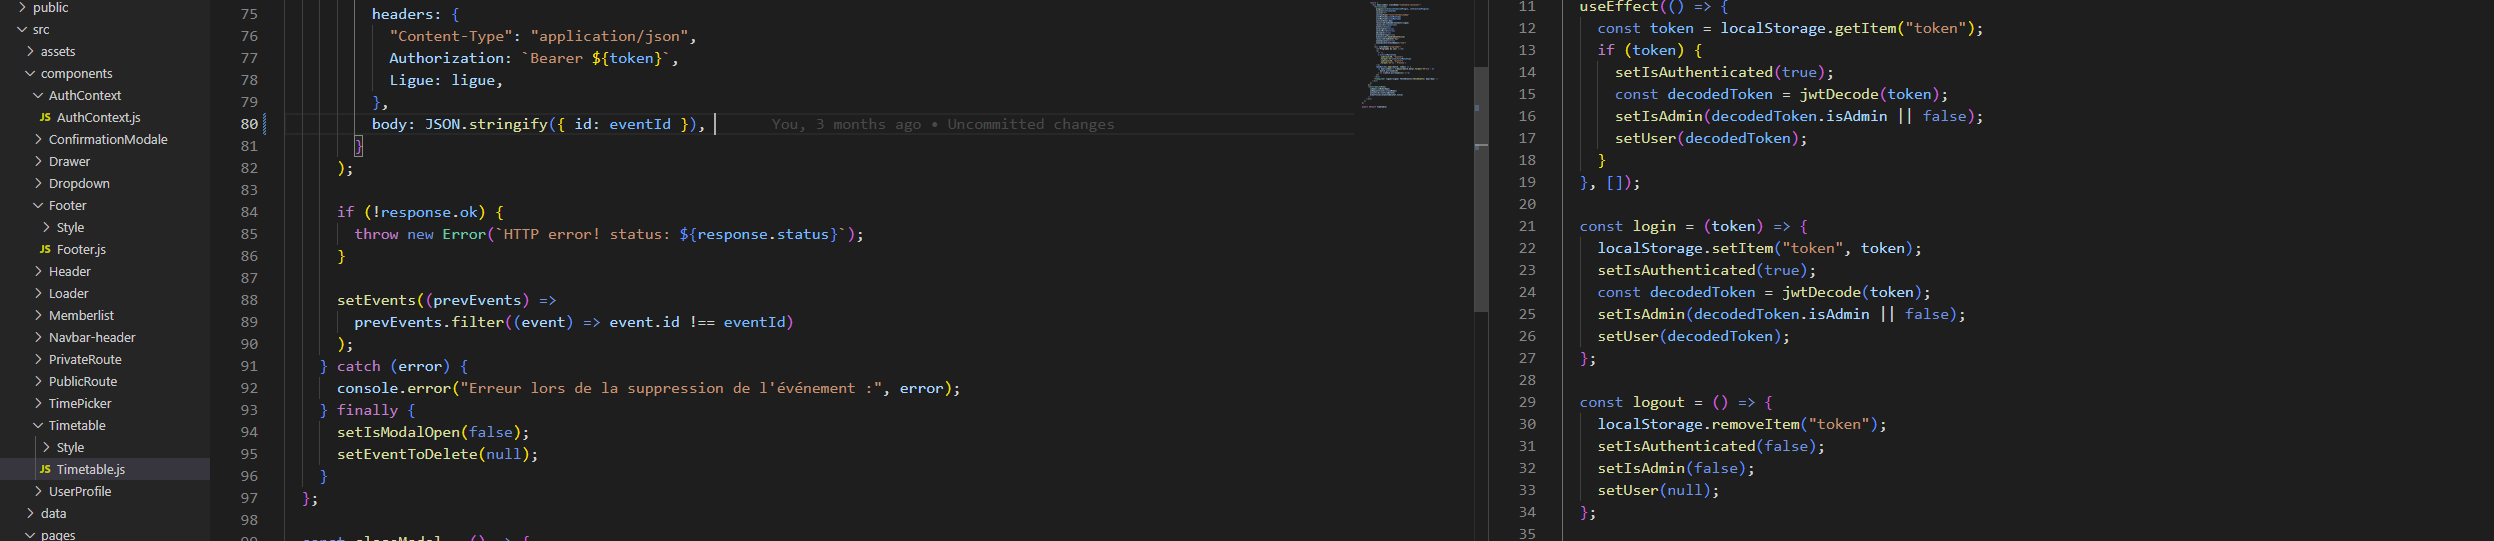 public
src
assets
components
AuthContext
JS AuthContext.js
ConfirmationModale
Drawer
Dropdown
Footer
Style
JS Footer.js
Header
Loader
Memberlist
Navbar-header
PrivateRoute
PublicRoute
TimePicker
Timetable
Style
JS Timetable.js
UserProfile
data
pages
75 headers: {
76 "Content-Type": "application/json",
77 Authorization: `Bearer ${token}`,
78 Ligue: ligue,
79 },
80 body: JSON.stringify({ id: eventId }), You, 3 months ago • Uncommitted changes
81 }
82 );
83
84 if (!response.ok) {
85 throw new Error(`HTTP error! status: ${response.status}`);
86 }
87
88 setEvents((prevEvents) =>
89 prevEvents.filter((event) => event.id !== eventId)
90 );
91 } catch (error) {
92 console.error("Erreur lors de la suppression de l'événement :", error);
93 } finally {
94 setIsModalOpen(false);
95 setEventToDelete(null);
96 }
97 };
98
99 const closeModal = () => {
11 useEffect(() => {
12 const token = localStorage.getItem("token");
13 if (token) {
14 setIsAuthenticated(true);
15 const decodedToken = jwtDecode(token);
16 setIsAdmin(decodedToken.isAdmin || false);
17 setUser(decodedToken);
18 }
19 }, []);
20
21 const login = (token) => {
22 localStorage.setItem("token", token);
23 setIsAuthenticated(true);
24 const decodedToken = jwtDecode(token);
25 setIsAdmin(decodedToken.isAdmin || false);
26 setUser(decodedToken);
27 };
28
29 const logout = () => {
30 localStorage.removeItem("token");
31 setIsAuthenticated(false);
32 setIsAdmin(false);
33 setUser(null);
34 };
35